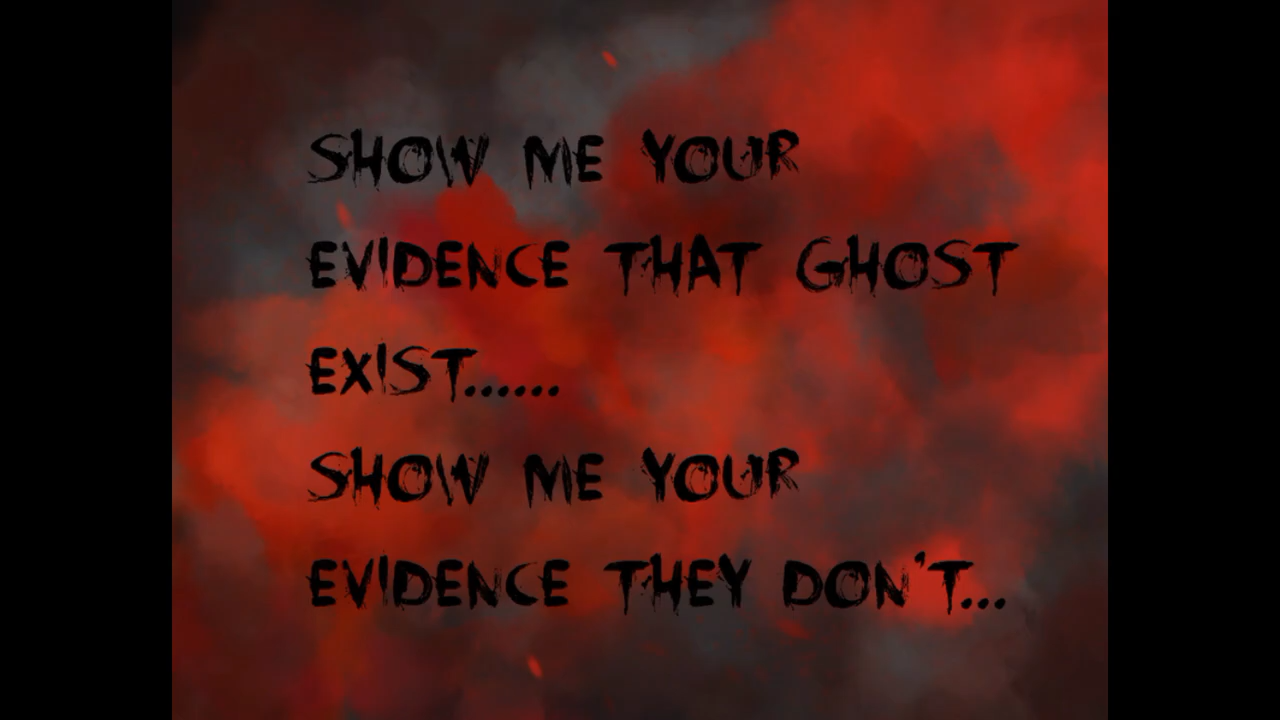 SHOW ME YOUR
EVIDENCE THAT GHOST
EXIST......
SHOW ME YOUR
EVIDENCE THEY DON'T...